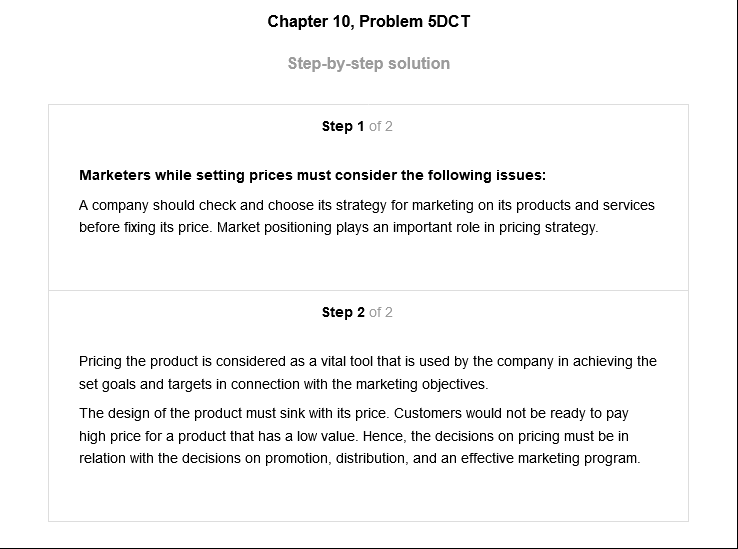 Chapter 10, Problem 5DCT
Step-by-step solution
Step 1 of 2
Marketers while setting prices must consider the following issues:
A company should check and choose its strategy for marketing on its products and services
before fixing its price. Market positioning plays an important role in pricing strategy.
Step 2 of 2
Pricing the product is considered as a vital tool that is used by the company in achieving the
set goals and targets in connection with the marketing objectives.
The design of the product must sink with its price. Customers would not be ready to pay
high price for a product that has a low value. Hence, the decisions on pricing must be in
relation with the decisions on promotion, distribution, and an effective marketing program.